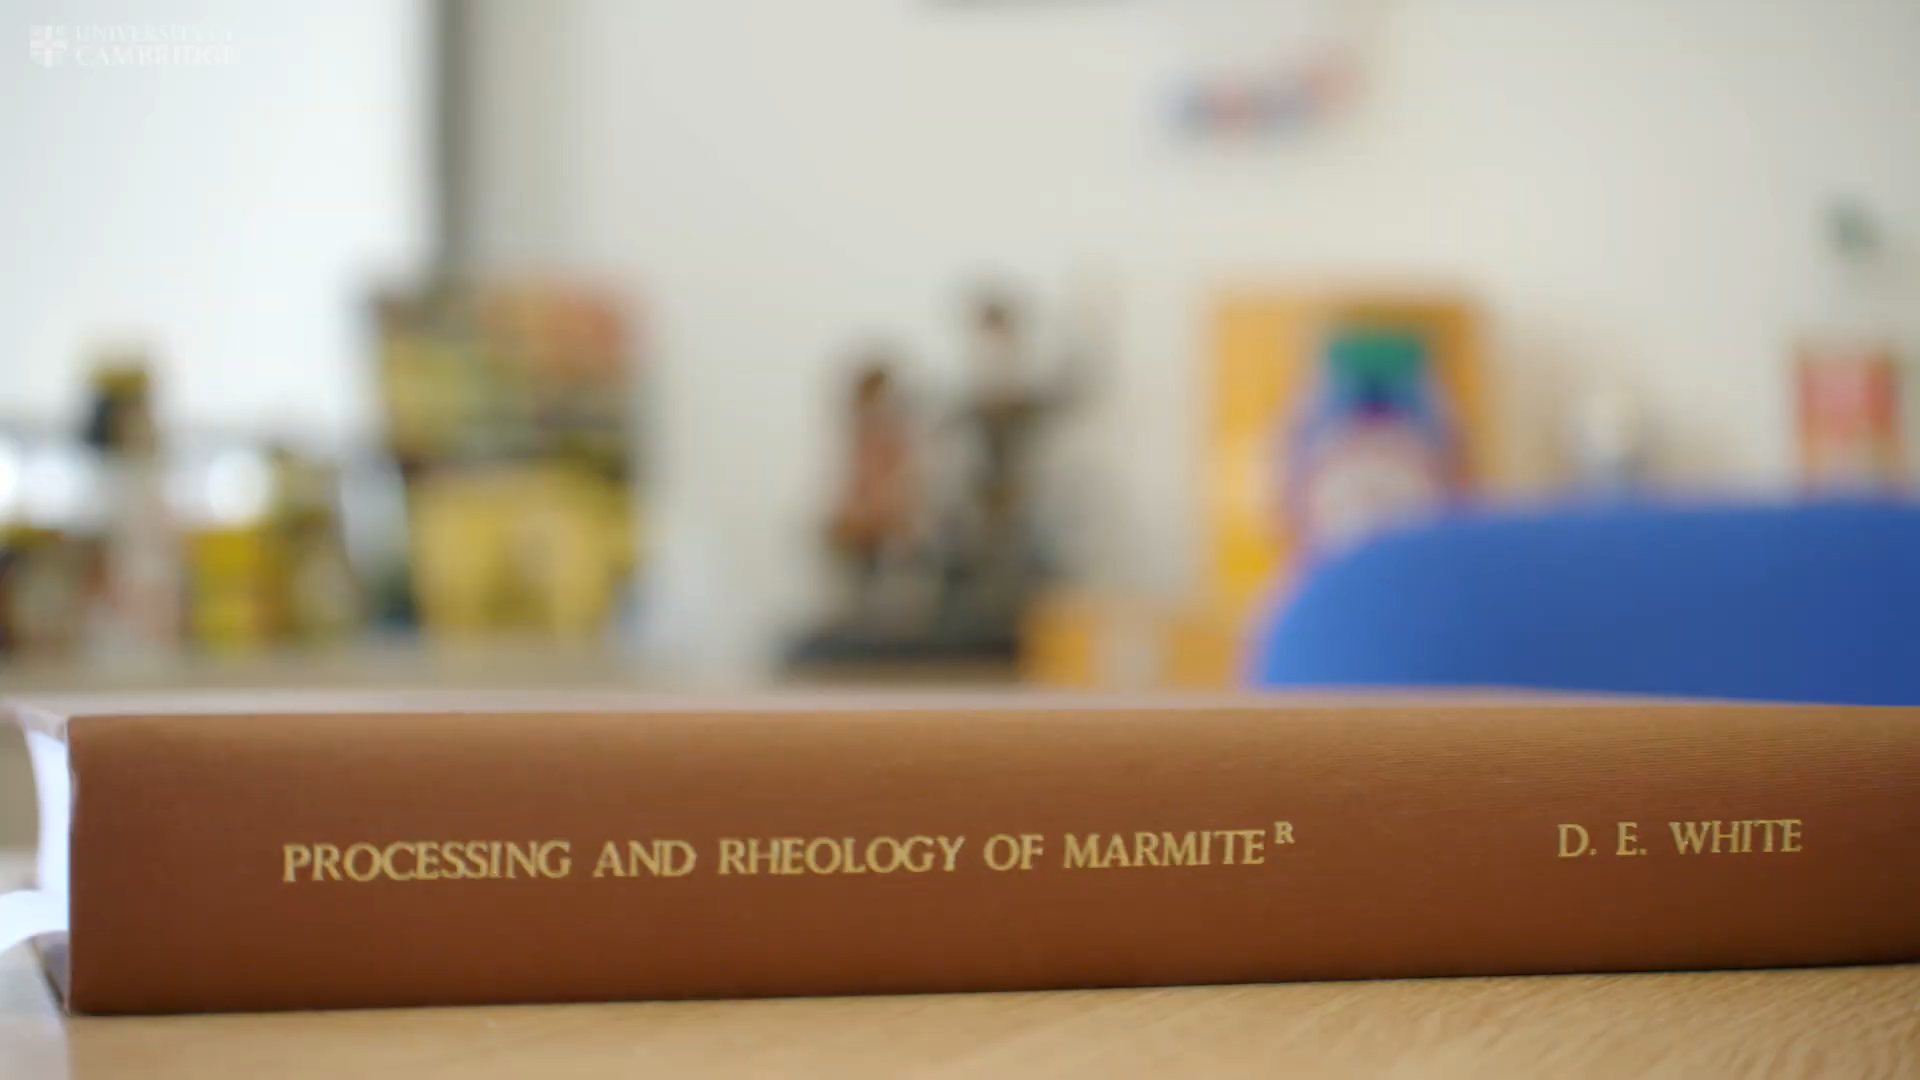 UNIVERSITY OF
CAMBRIDGE
PROCESSING AND RHEOLOGY OF MARMITE R
D. E. WHITE